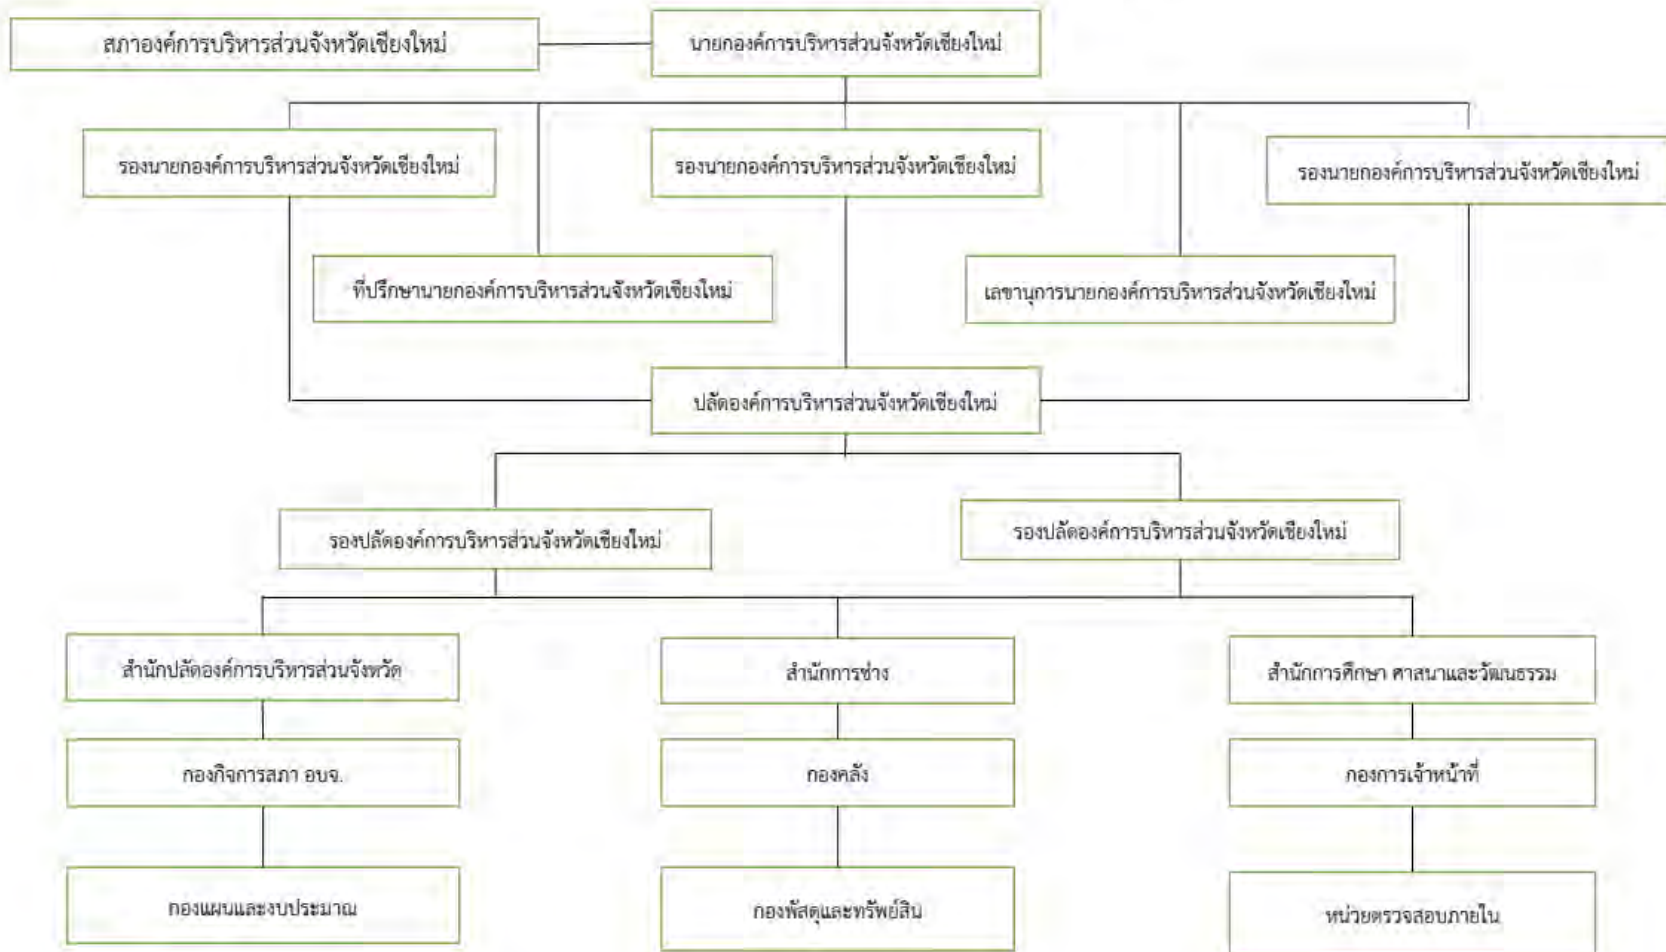 สภาองค์การบริหารส่วนจังหวัดเชียงใหม่
นายกองค์การบริหารส่วนจังหวัดเชียงใหม่
รองนายกองค์การบริหารส่วนจังหวัดเชียงใหม่
รองนายกองค์การบริหารส่วนจังหวัดเชียงใหม่
รองนายกองค์การบริหารส่วนจังหวัดเชียงใหม่
ที่ปรึกษานายกองค์การบริหารส่วนจังหวัดเชียงใหม่
เลขานุการนายกองค์การบริหารส่วนจังหวัดเชียงใหม่
ปลัดองค์การบริหารส่วนจังหวัดเชียงใหม่
รองปลัดองค์การบริหารส่วนจังหวัดเชียงใหม่
รองปลัดองค์การบริหารส่วนจังหวัดเชียงใหม่
สำนักปลัดองค์การบริหารส่วนจังหวัด
สำนักการช่าง
สำนักการศึกษา ศาสนาและวัฒนธรรม
กองกิจการสภา อบจ.
กองคลัง
กองการเจ้าหน้าที่
กองแผนและงบประมาณ
กองพัสดุและทรัพย์สิน
หน่วยตรวจสอบภายใน